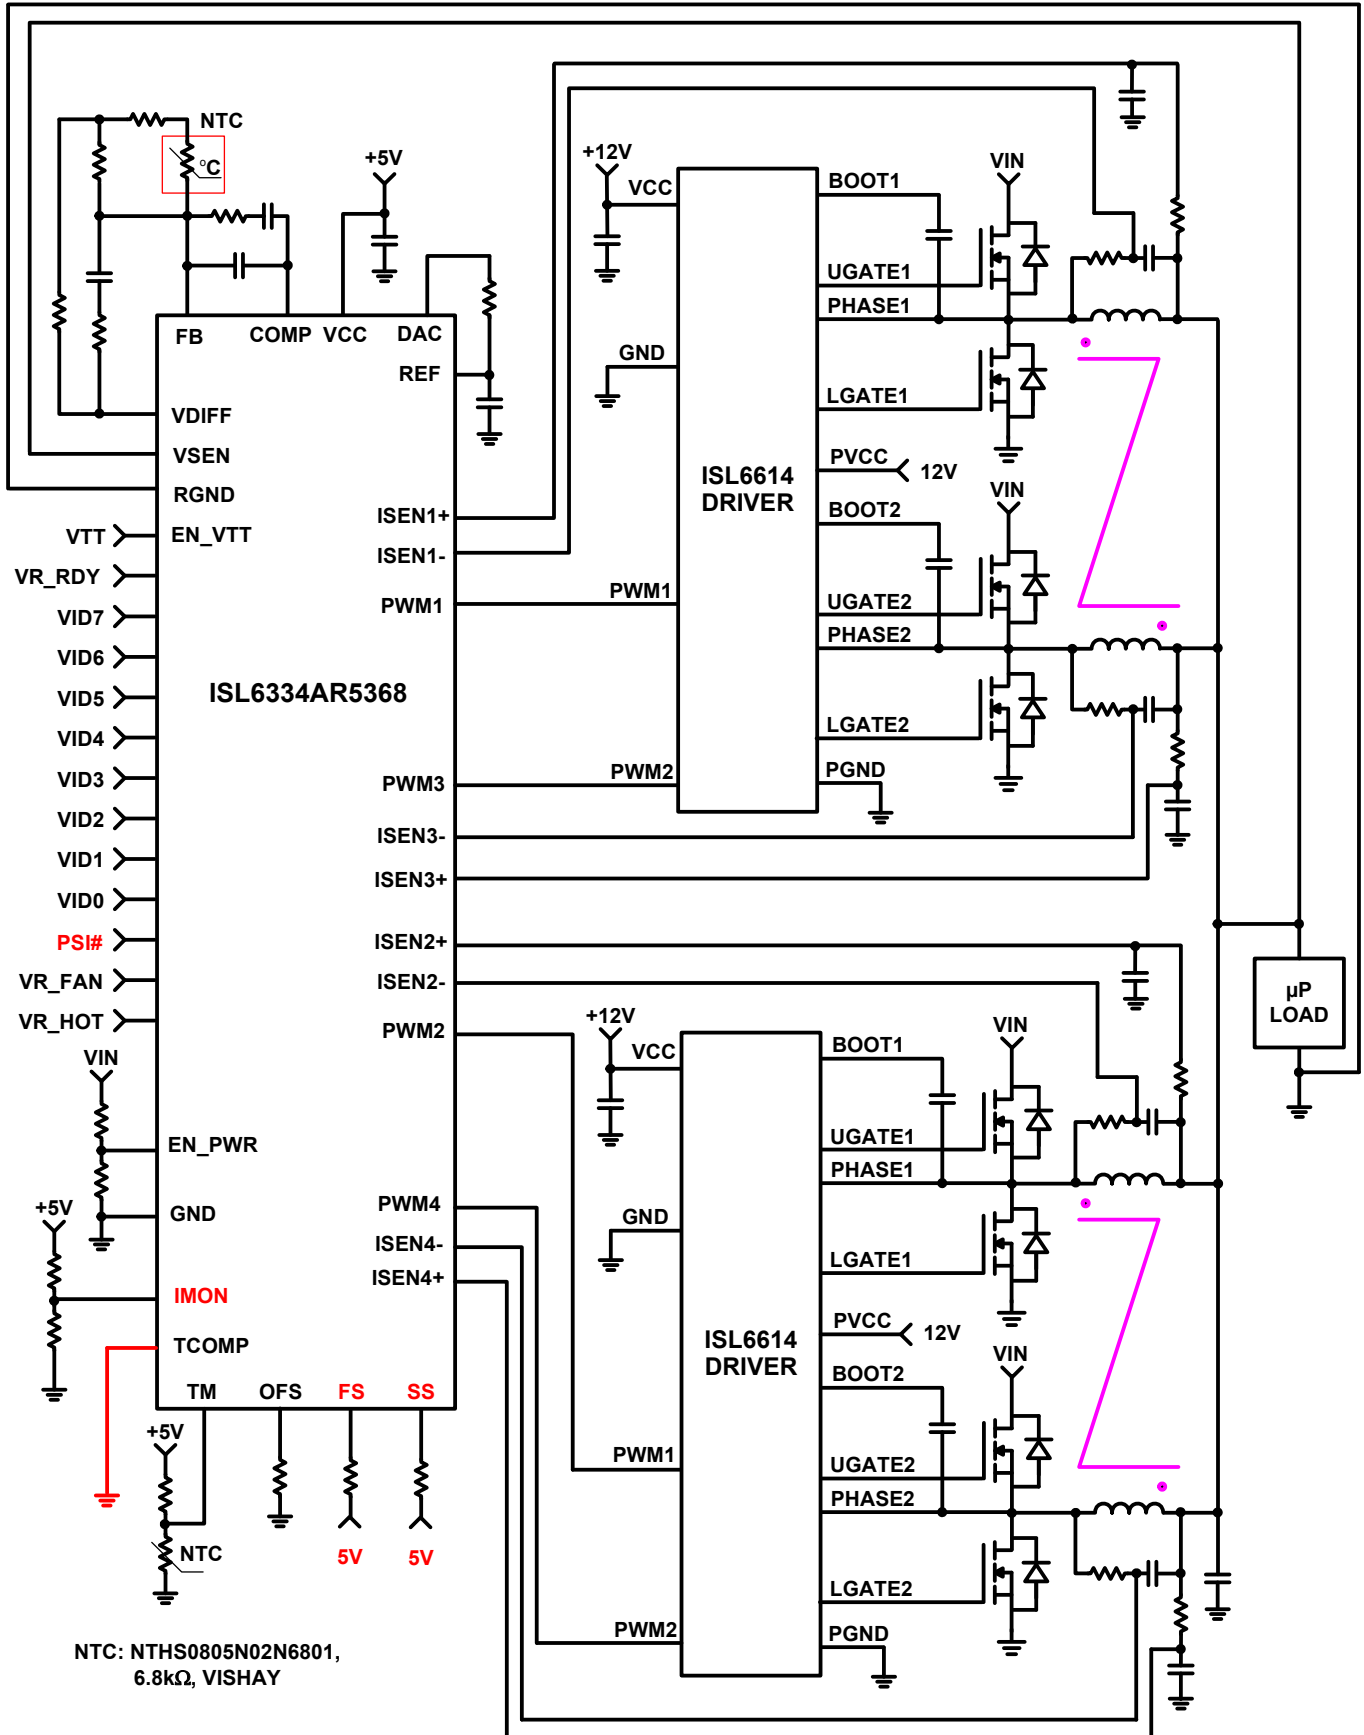 NTC
°C
+5V
FB
COMP
VCC
DAC
REF
VDIFF
VSEN
RGND
EN_VTT
VTT
VR_RDY
VID7
VID6
VID5
VID4
VID3
VID2
VID1
VID0
PSI#
VR_FAN
VR_HOT
VIN
EN_PWR
GND
+5V
IMON
TCOMP
TM
OFS
FS
SS
+5V
NTC
5V
5V
ISL6334AR5368
ISEN1+
ISEN1-
PWM1
PWM3
ISEN3-
ISEN3+
ISEN2+
ISEN2-
PWM2
PWM4
ISEN4-
ISEN4+
+12V
VCC
GND
PWM1
PWM2
ISL6614
DRIVER
BOOT1
UGATE1
PHASE1
LGATE1
PVCC
12V
BOOT2
UGATE2
PHASE2
LGATE2
PGND
VIN
VIN
+12V
VCC
GND
PWM1
PWM2
ISL6614
DRIVER
BOOT1
UGATE1
PHASE1
LGATE1
PVCC
12V
BOOT2
UGATE2
PHASE2
LGATE2
PGND
VIN
VIN
µP
LOAD
NTC: NTHS0805N02N6801,
6.8kΩ, VISHAY